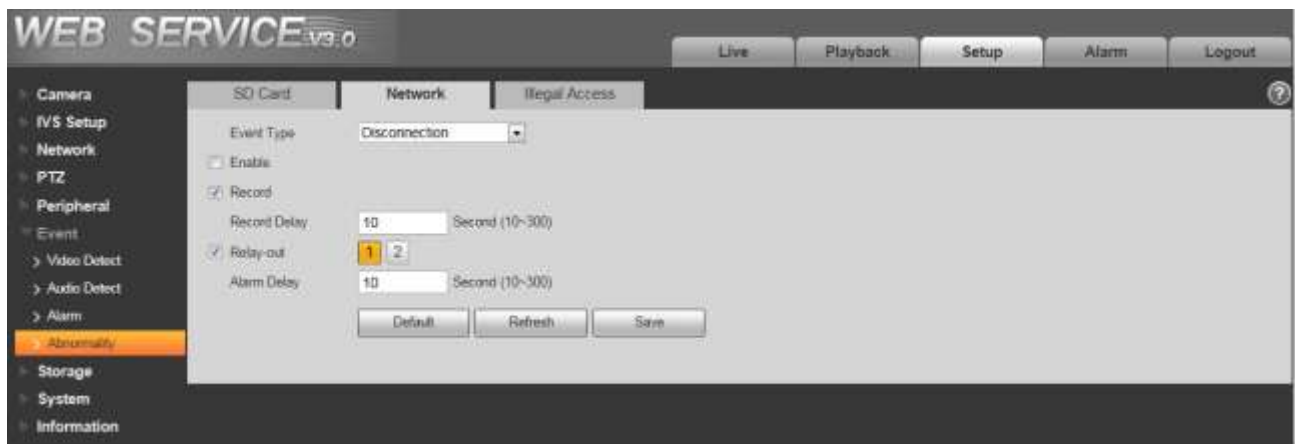 WEB SERVICE V3.0
Live
Playback
Setup
Alarm
Logout
Camera
IVS Setup
Network
PTZ
Peripheral
Event
Video Detect
Audio Detect
Alarm
Abnormality
Storage
System
Information
SD Card
Network
Illegal Access
?
Event Type
Disconnection
Enable
Record
Record Delay
10
Second (10~300)
Relay-out
1 2
Alarm Delay
10
Second (10~300)
Default
Refresh
Save